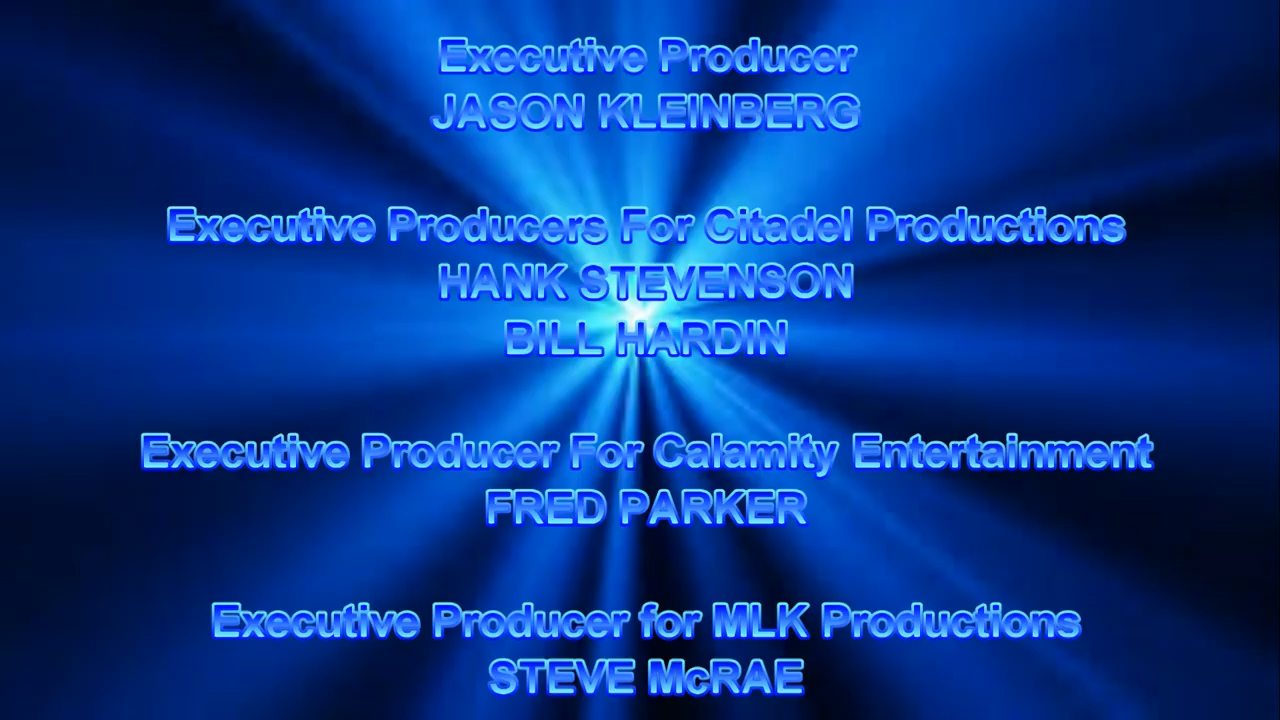 Executive Producer
JASON KLEINBERG
Executive Producers For Citadel Productions
HANK STEVENSON
BILL HARDIN
Executive Producer For Calamity Entertainment
FRED PARKER
Executive Producer for MLK Productions
STEVE McRAE